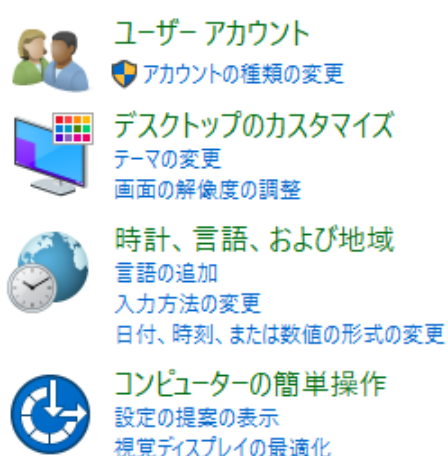 ユーザー アカウント
アカウントの種類の変更
デスクトップのカスタマイズ
テーマの変更
画面の解像度の調整
時計、言語、および地域
言語の追加
入力方法の変更
日付、時刻、または数値の形式の変更
コンピューターの簡単操作
設定の提案の表示
視覚ディスプレイの最適化